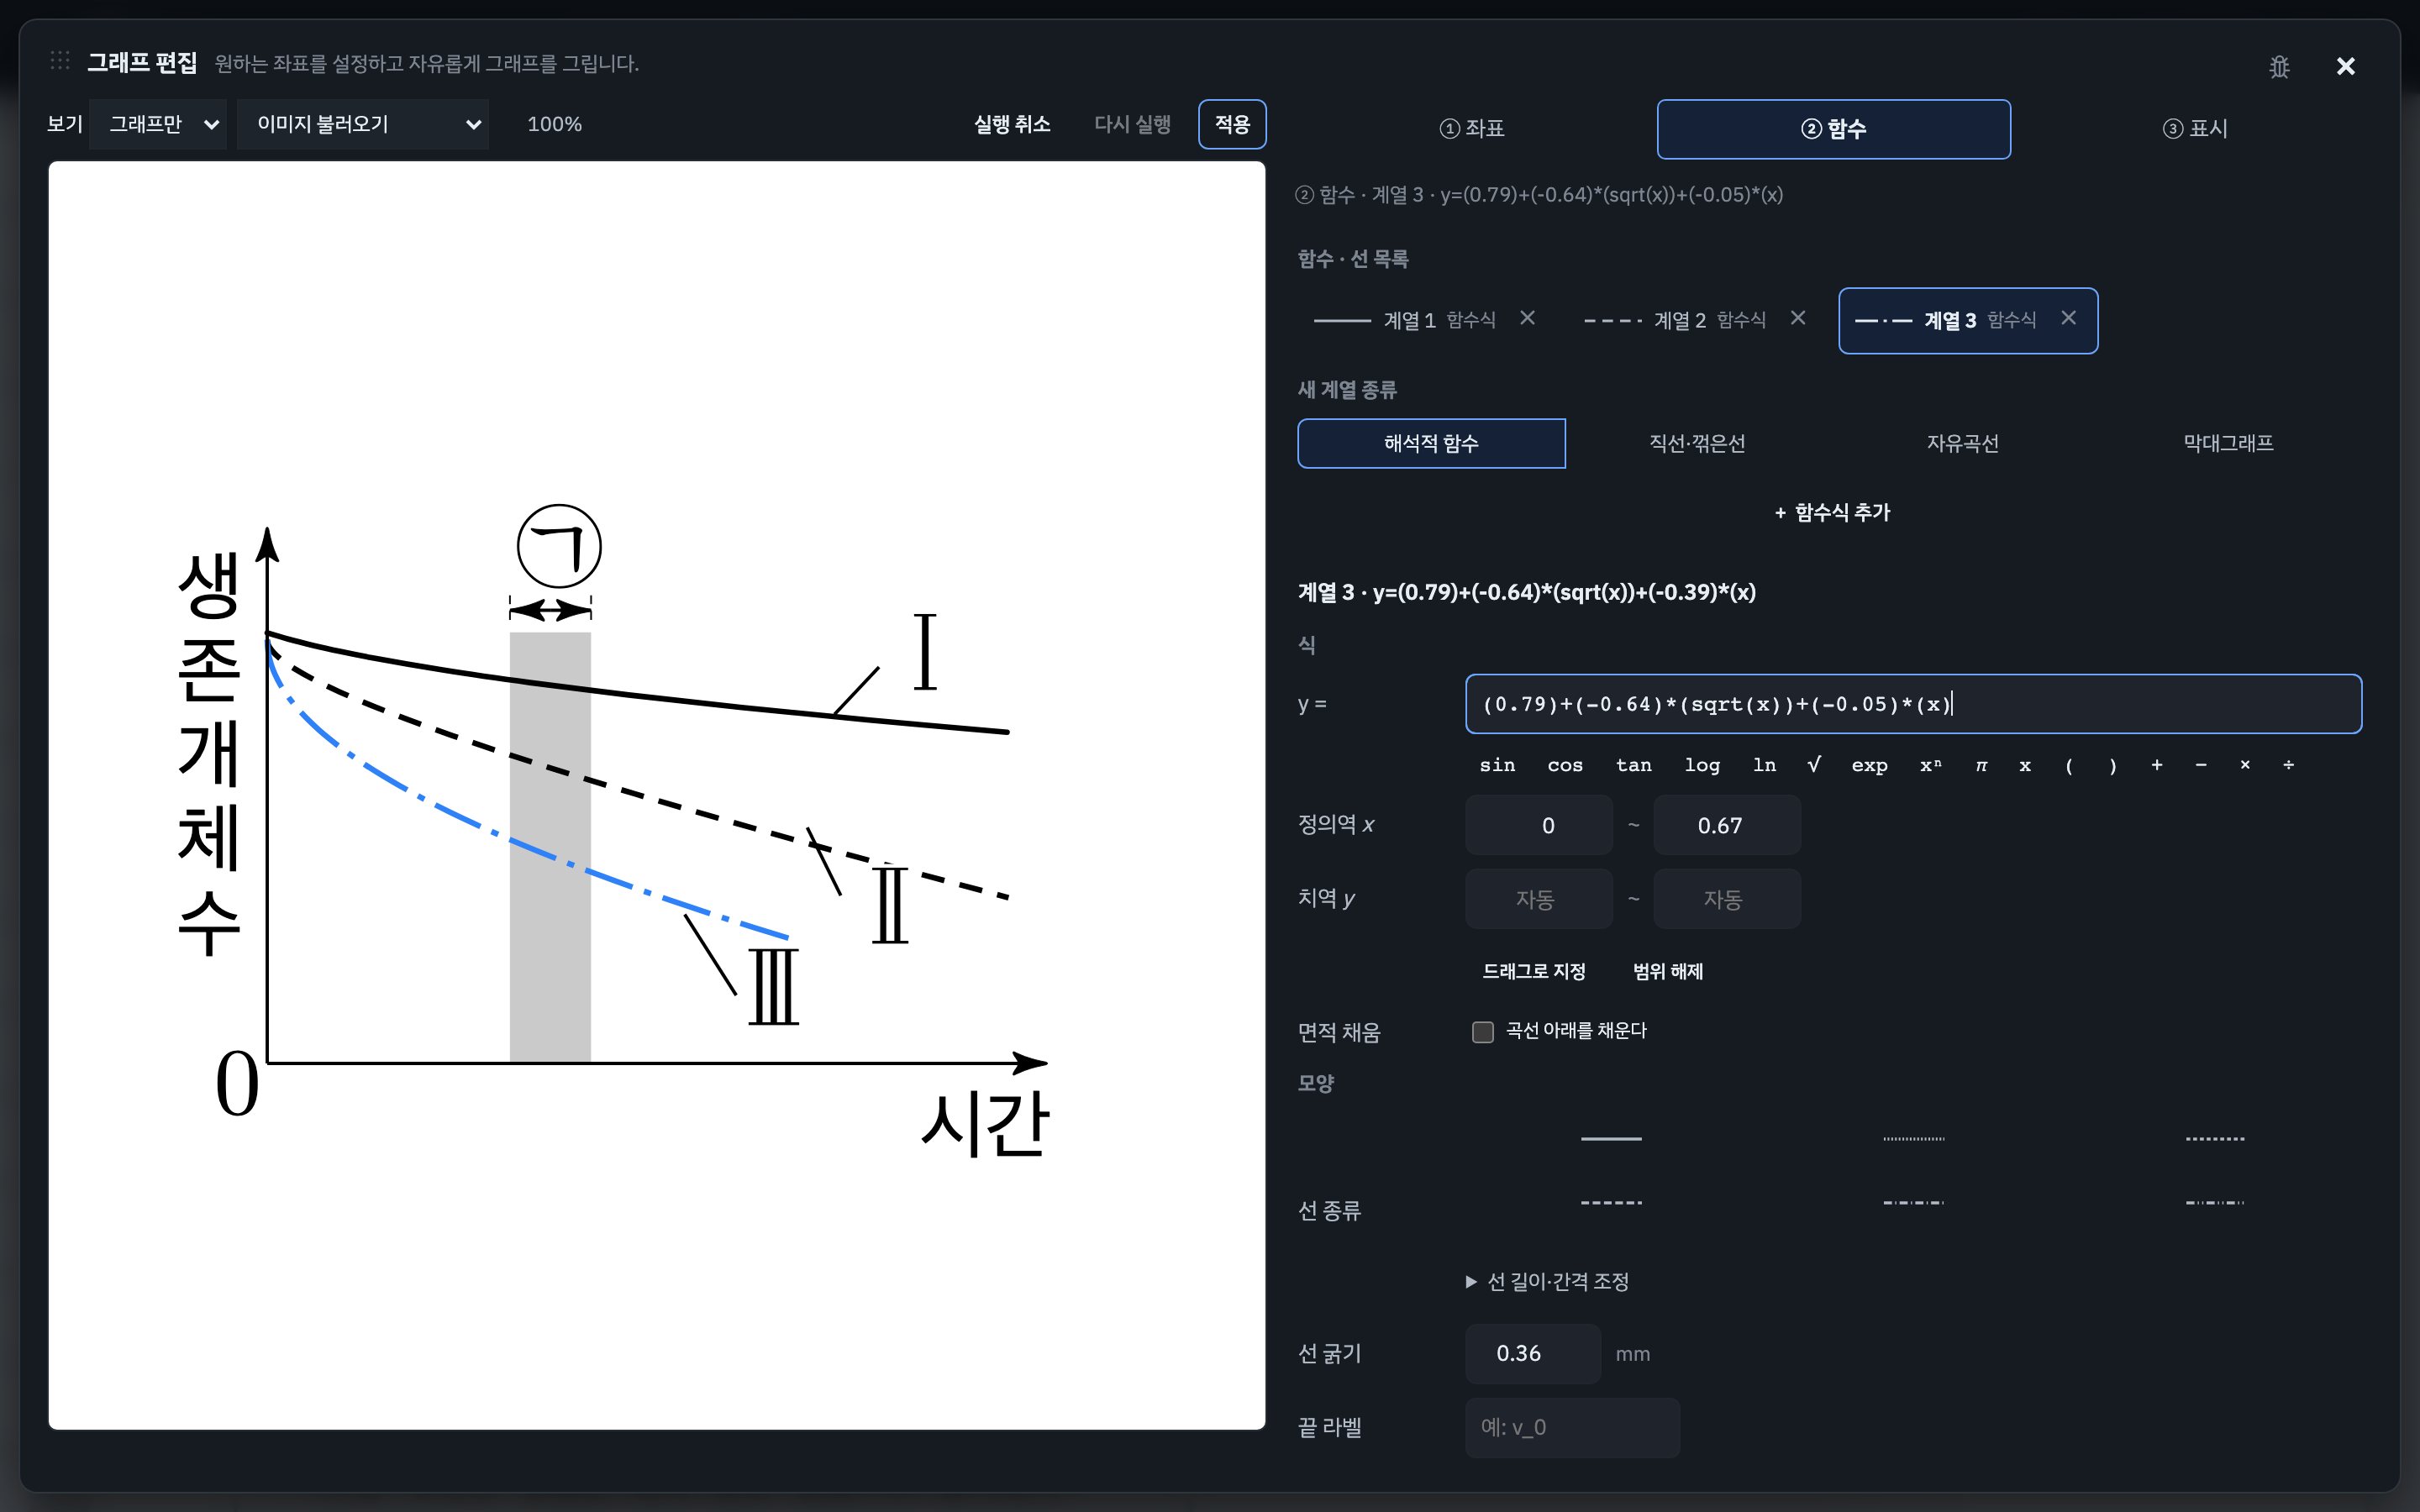 그래프 편집 원하는 좌표를 설정하고 자유롭게 그래프를 그립니다.
보기 그래프만 이미지 불러오기 100% 실행 취소 다시 실행 적용
① 좌표 ② 함수 ③ 표시
② 함수 · 계열 3 · y=(0.79)+(-0.64)*(sqrt(x))+(-0.05)*(x)
함수 · 선 목록
계열 1 함수식 × 계열 2 함수식 × 계열 3 함수식 ×
새 계열 종류
해석적 함수 직선·꺾은선 자유곡선 막대그래프
+ 함수식 추가
계열 3 · y=(0.79)+(-0.64)*(sqrt(x))+(-0.39)*(x)
식
y = (0.79)+(-0.64)*(sqrt(x))+(-0.05)*(x)
sin cos tan log ln √ exp xⁿ π x ( ) + − × ÷
정의역 x 0 ~ 0.67
치역 y 자동 ~ 자동
드래그로 지정 범위 해제
면적 채움 곡선 아래를 채운다
모양
선 종류
▶ 선 길이·간격 조정
선 굵기 0.36 mm
끝 라벨 예: v_0
생존개체수
㉠
Ⅰ
Ⅱ
Ⅲ
0
시간